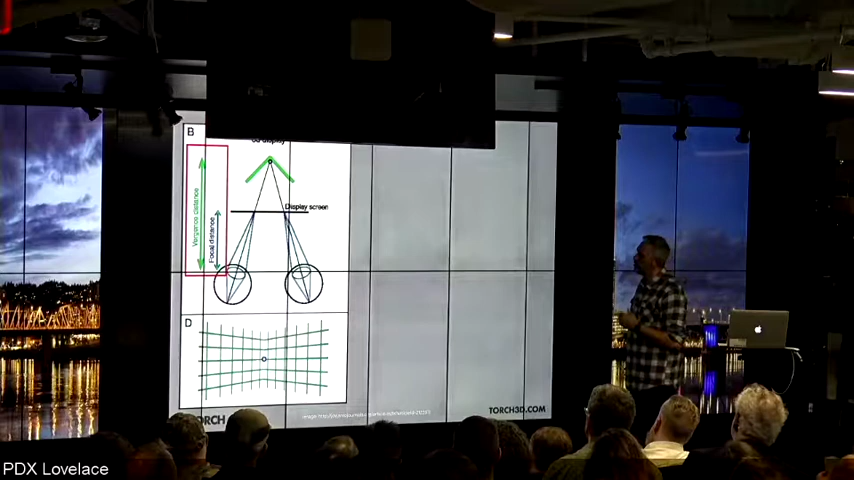 B
3D display
Vergence distance
Focal distance
Display screen
D
TORCH
TORCH3D.COM
PDX Lovelace